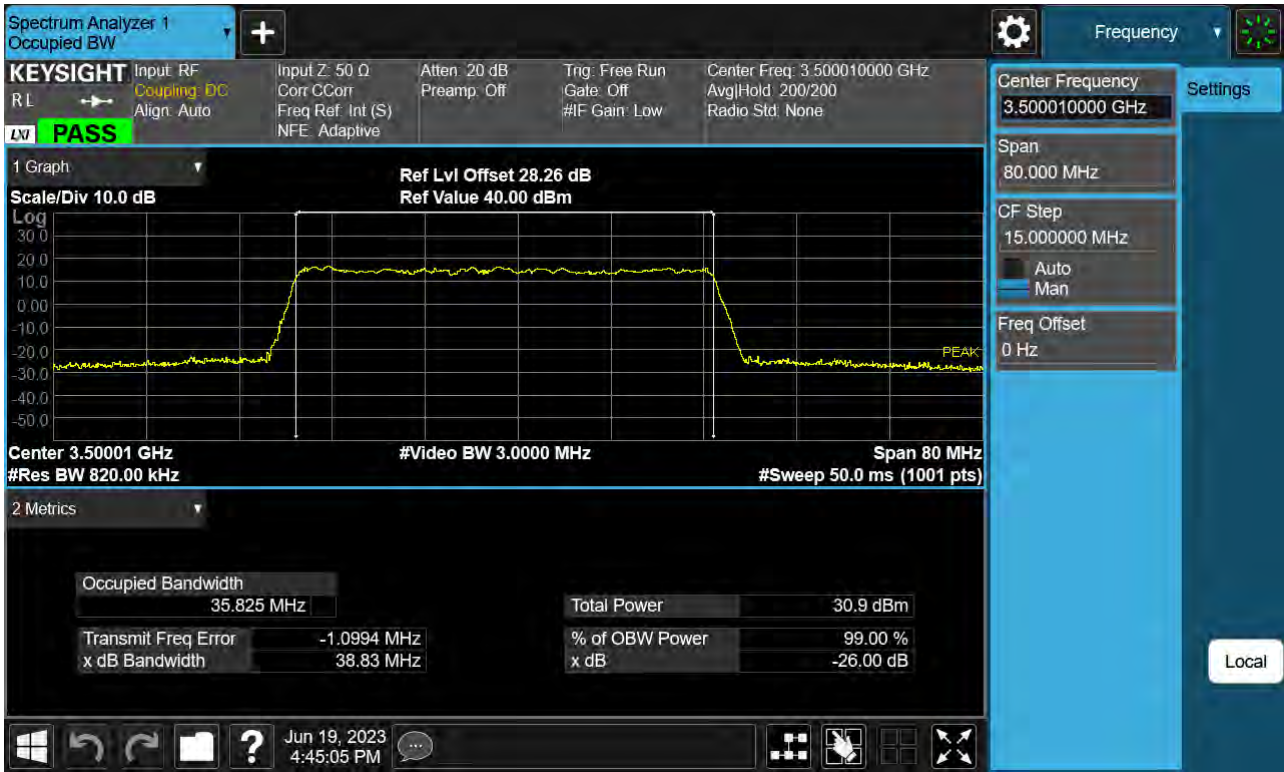 Spectrum Analyzer 1
Occupied BW
+
Frequency
KEYSIGHT
RL
LXI PASS
Input: RF
Coupling: DC
Align: Auto
Input Z: 50 Ω
Corr CCorr
Freq Ref: Int (S)
NFE: Adaptive
Atten: 20 dB
Preamp: Off
Trig: Free Run
Gate: Off
#IF Gain: Low
Center Freq: 3.500010000 GHz
Avg|Hold: 200/200
Radio Std: None
Center Frequency
3.500010000 GHz
Settings
Span
80.000 MHz
CF Step
15.000000 MHz
Auto
Man
Freq Offset
0 Hz
1 Graph
Scale/Div 10.0 dB
Ref Lvl Offset 28.26 dB
Ref Value 40.00 dBm
Log
30.0
20.0
10.0
0.00
-10.0
-20.0
-30.0
-40.0
-50.0
PEAK
Center 3.50001 GHz
#Video BW 3.0000 MHz
Span 80 MHz
#Res BW 820.00 kHz
#Sweep 50.0 ms (1001 pts)
2 Metrics
Occupied Bandwidth
35.825 MHz
Total Power 30.9 dBm
Transmit Freq Error -1.0994 MHz
% of OBW Power 99.00 %
x dB Bandwidth 38.83 MHz
x dB -26.00 dB
Local
?
Jun 19, 2023
4:45:05 PM